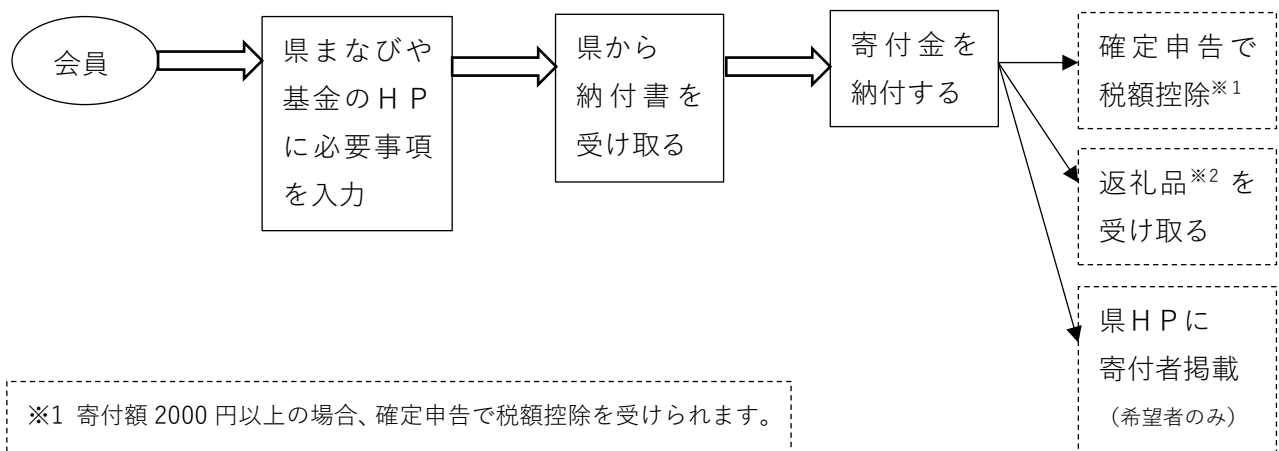 会員
県まなびや
基金のＨＰ
に必要事項
を入力
県から
納付書を
受け取る
寄付金を
納付する
確定申告で
税額控除※1
返礼品※2 を
受け取る
県ＨＰに
寄付者掲載
（希望者のみ）
※1 寄付額 2000 円以上の場合、確定申告で税額控除を受けられます。